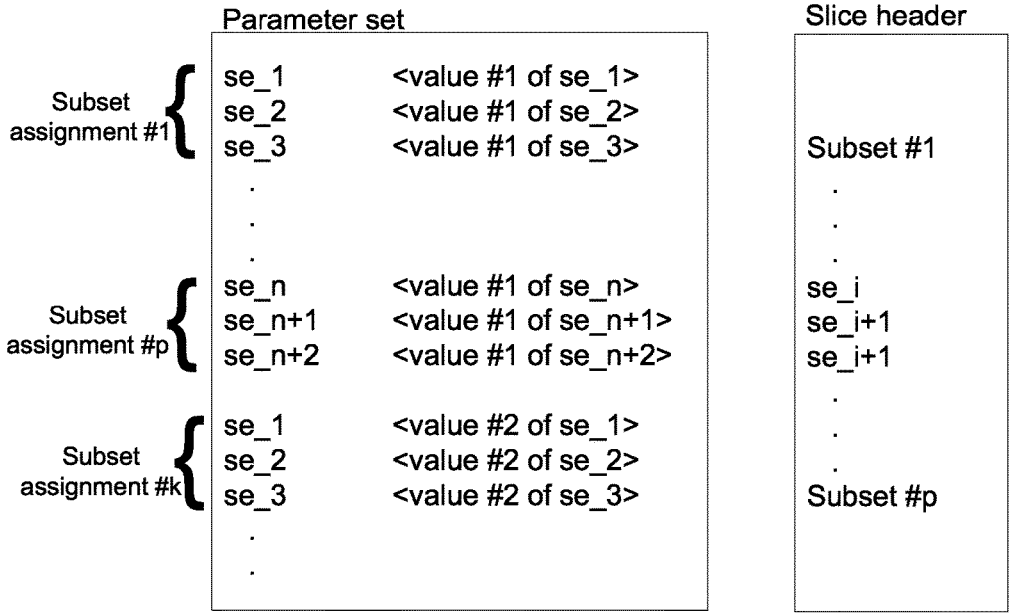 Parameter set
Slice header
Subset
assignment #1
se_1 <value #1 of se_1>
se_2 <value #1 of se_2>
se_3 <value #1 of se_3>
.
.
.
Subset
assignment #p
se_n <value #1 of se_n>
se_n+1 <value #1 of se_n+1>
se_n+2 <value #1 of se_n+2>
Subset
assignment #k
se_1 <value #2 of se_1>
se_2 <value #2 of se_2>
se_3 <value #2 of se_3>
.
.
Subset #1
.
.
.
se_i
se_i+1
se_i+1
.
.
.
Subset #p